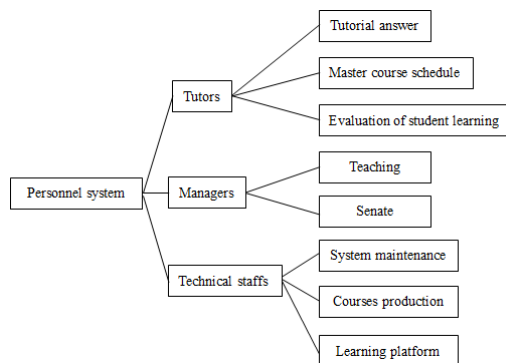 Tutorial answer
Master course schedule
Tutors
Evaluation of student learning
Teaching
Personnel system
Managers
Senate
System maintenance
Technical staffs
Courses production
Learning platform